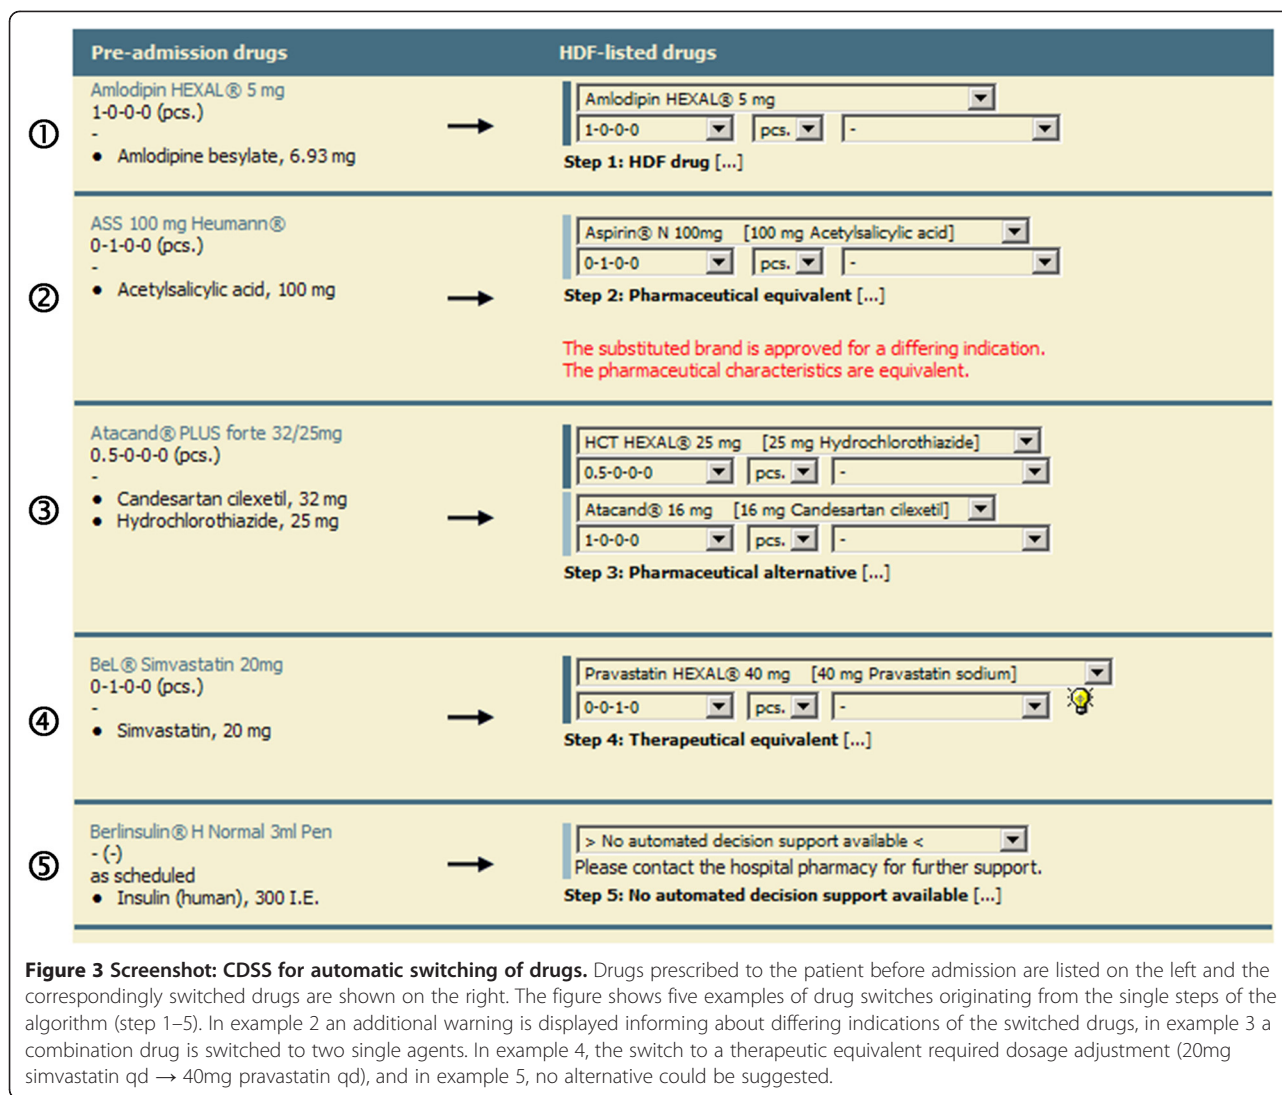 Pre-admission drugs
HDF-listed drugs
①
Amlodipin HEXAL® 5 mg
1-0-0-0 (pcs.)
-
• Amlodipine besylate, 6.93 mg
Amlodipin HEXAL® 5 mg
1-0-0-0 pcs. -
Step 1: HDF drug [...]
②
ASS 100 mg Heumann®
0-1-0-0 (pcs.)
-
• Acetylsalicylic acid, 100 mg
Aspirin® N 100mg [100 mg Acetylsalicylic acid]
0-1-0-0 pcs. -
Step 2: Pharmaceutical equivalent [...]
The substituted brand is approved for a differing indication.
The pharmaceutical characteristics are equivalent.
③
Atacand® PLUS forte 32/25mg
0.5-0-0-0 (pcs.)
-
• Candesartan cilexetil, 32 mg
• Hydrochlorothiazide, 25 mg
HCT HEXAL® 25 mg [25 mg Hydrochlorothiazide]
0.5-0-0-0 pcs. -
Atacand® 16 mg [16 mg Candesartan cilexetil]
1-0-0-0 pcs. -
Step 3: Pharmaceutical alternative [...]
④
BeL® Simvastatin 20mg
0-1-0-0 (pcs.)
-
• Simvastatin, 20 mg
Pravastatin HEXAL® 40 mg [40 mg Pravastatin sodium]
0-0-1-0 pcs. -
Step 4: Therapeutical equivalent [...]
⑤
Berlinsulin® H Normal 3ml Pen
- (-)
as scheduled
• Insulin (human), 300 I.E.
> No automated decision support available <
Please contact the hospital pharmacy for further support.
Step 5: No automated decision support available [...]
Figure 3 Screenshot: CDSS for automatic switching of drugs. Drugs prescribed to the patient before admission are listed on the left and the
correspondingly switched drugs are shown on the right. The figure shows five examples of drug switches originating from the single steps of the
algorithm (step 1–5). In example 2 an additional warning is displayed informing about differing indications of the switched drugs, in example 3 a
combination drug is switched to two single agents. In example 4, the switch to a therapeutic equivalent required dosage adjustment (20mg
simvastatin qd → 40mg pravastatin qd), and in example 5, no alternative could be suggested.